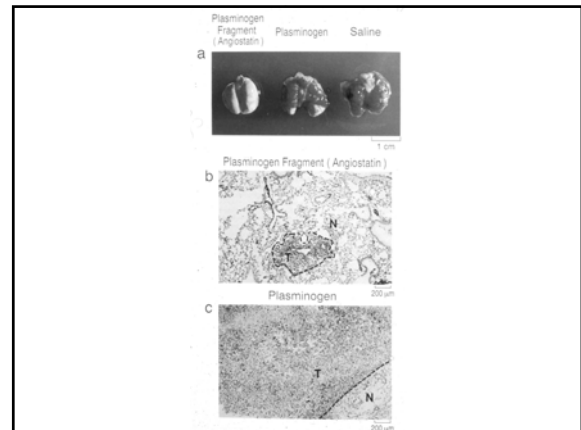 Plasminogen
Fragment
(Angiostatin) Plasminogen Saline
a
1 cm
Plasminogen Fragment (Angiostatin)
b
N
T
200 µm
Plasminogen
c
T
N
200 µm